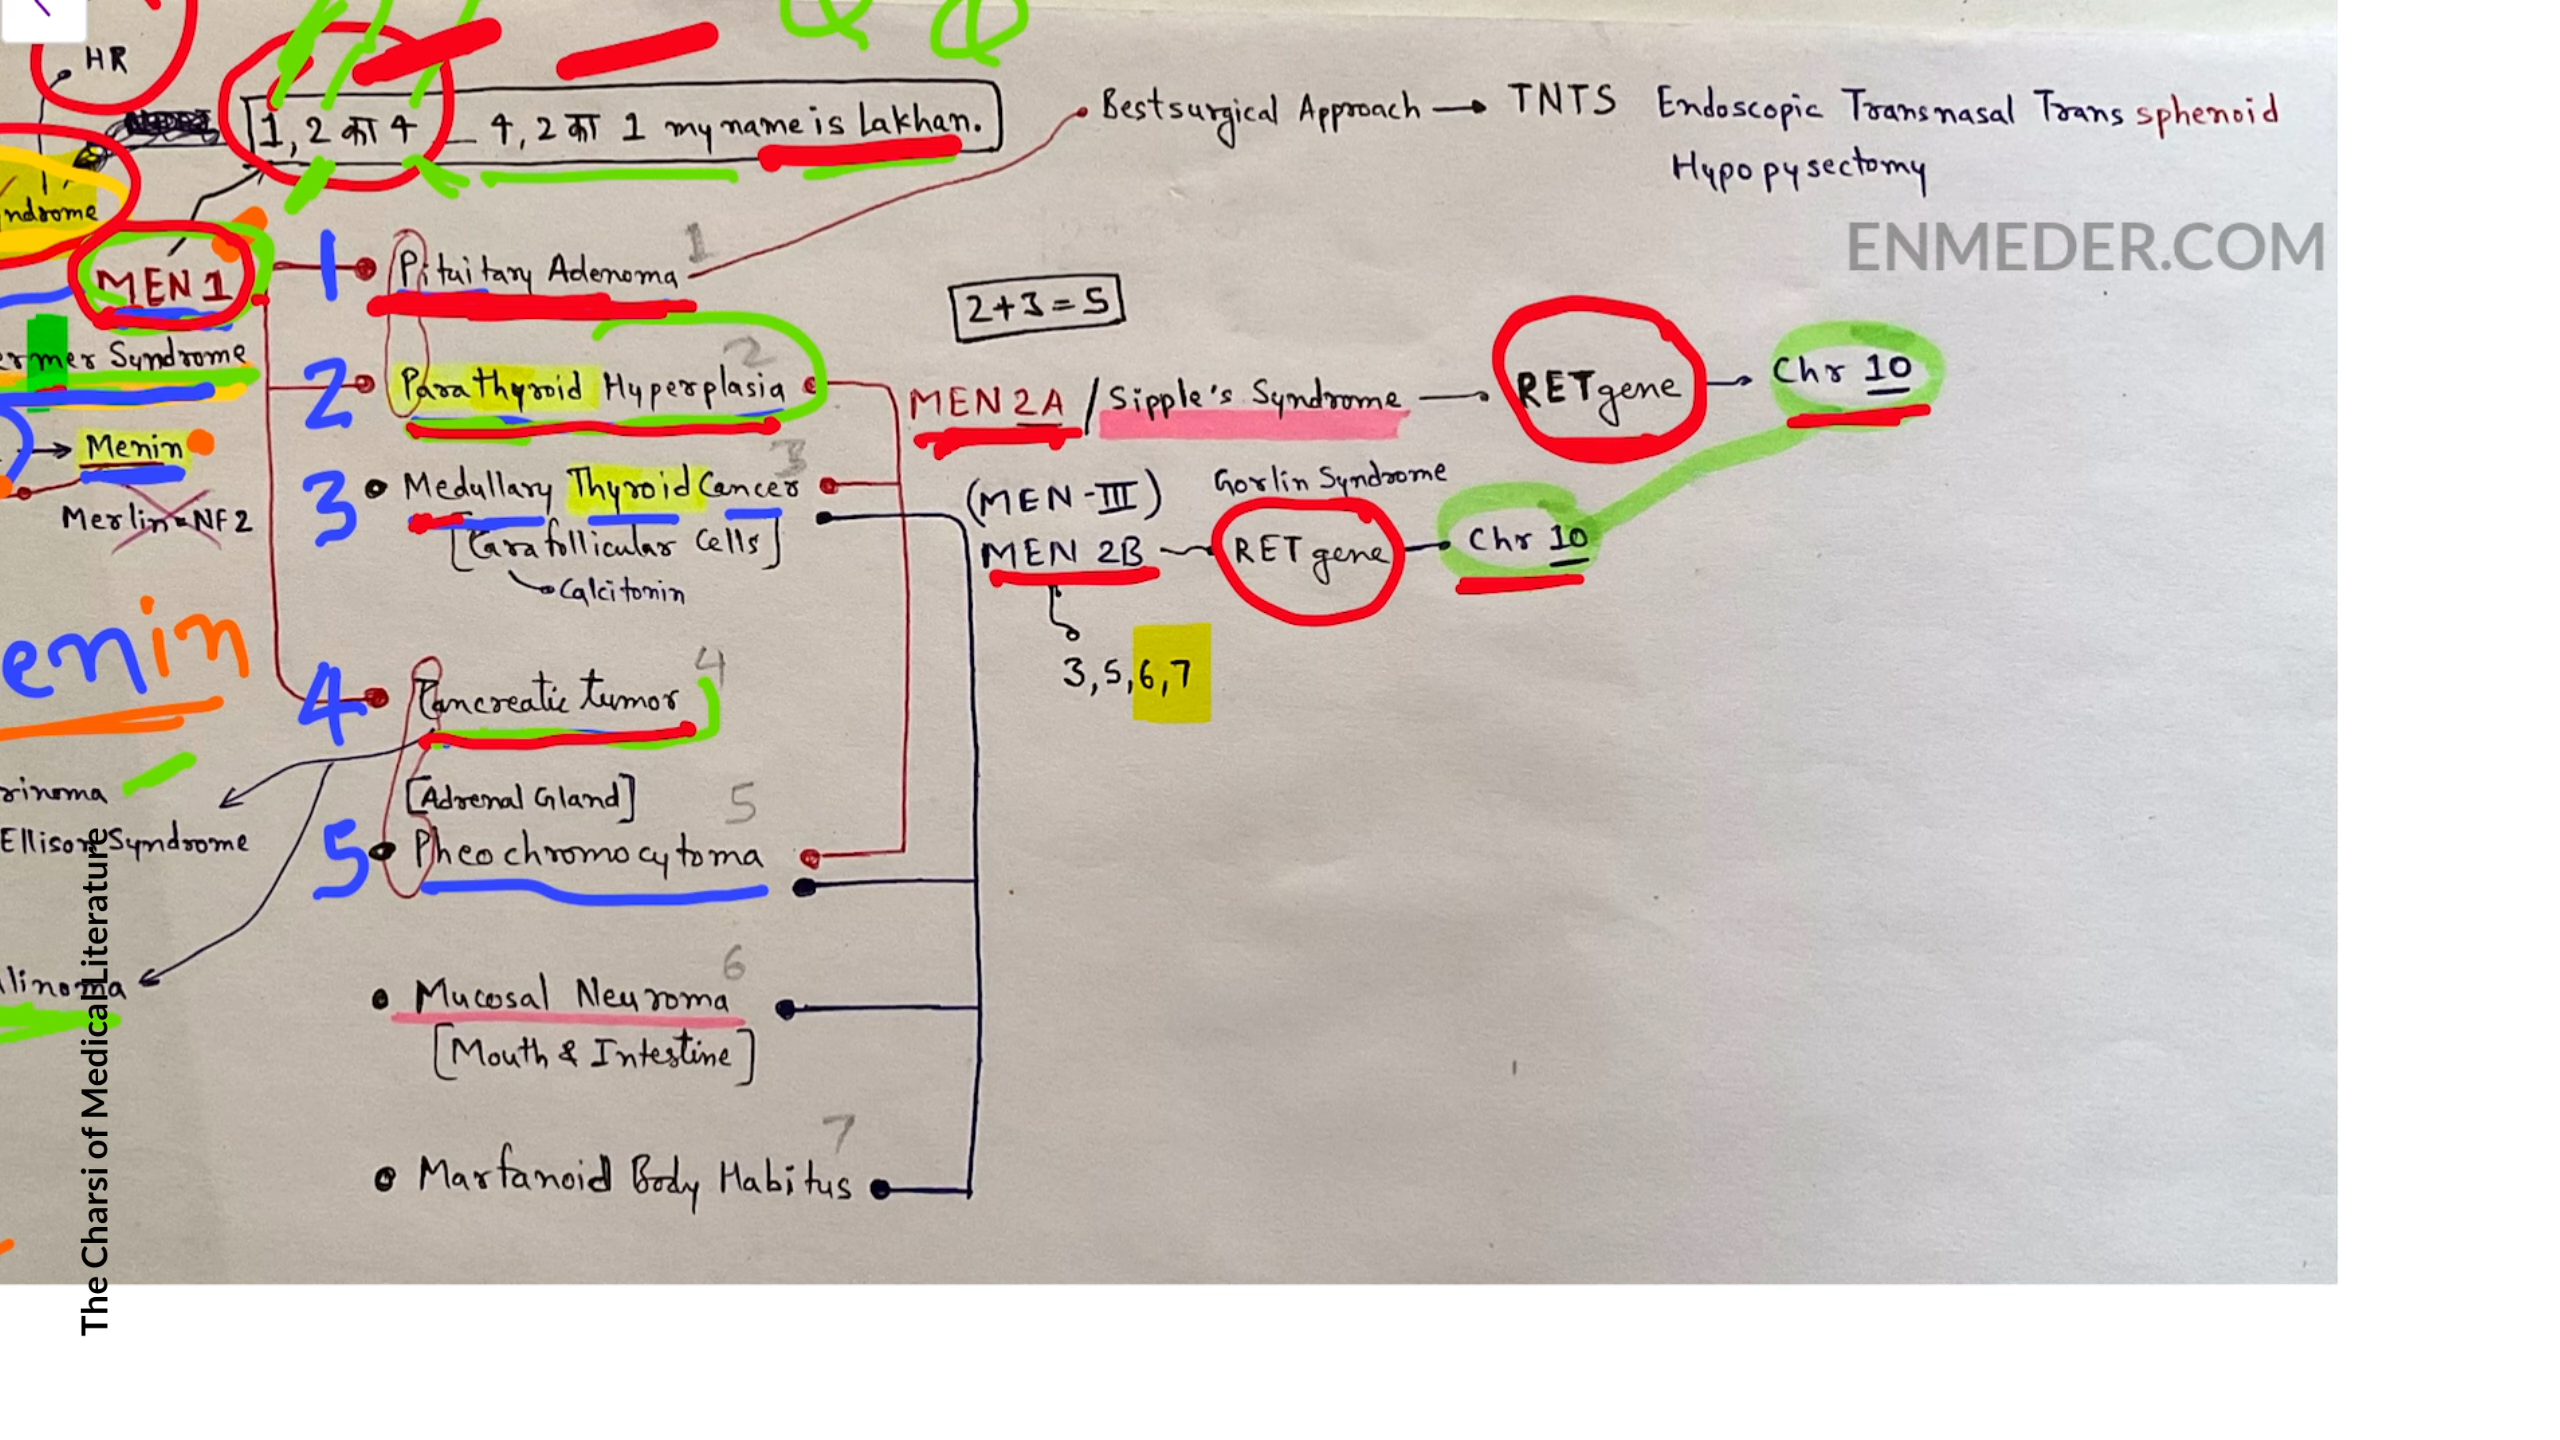 HR
1, 2 का 4 _ 4, 2 का 1 my name is Lakhan.
Best surgical Approach → TNTS Endoscopic Transnasal Trans sphenoid
Hypopysectomy
ENMEDER.COM
ndrome
MEN 1
1 Pituitary Adenoma 1
2+3=5
ermer Syndrome
2 Parathyroid Hyperplasia 2
MEN 2A / Sipple's Syndrome — RET gene → Chr 10
→ Menin
3 Medullary Thyroid Cancer 3
(MEN-III) Gorlin Syndrome
Merlin=NF2
[Parafollicular Cells]
MEN 2B — RET gene → Chr 10
Calcitonin
enin
3,5,6,7
4 Pancreatic tumor 4
rinoma
[Adrenal Gland] 5
Ellison Syndrome
5 Pheochromocytoma
linoma
Mucosal Neuroma 6
[Mouth & Intestine]
Marfanoid Body Habitus 7
The Charsi of Medical Literature